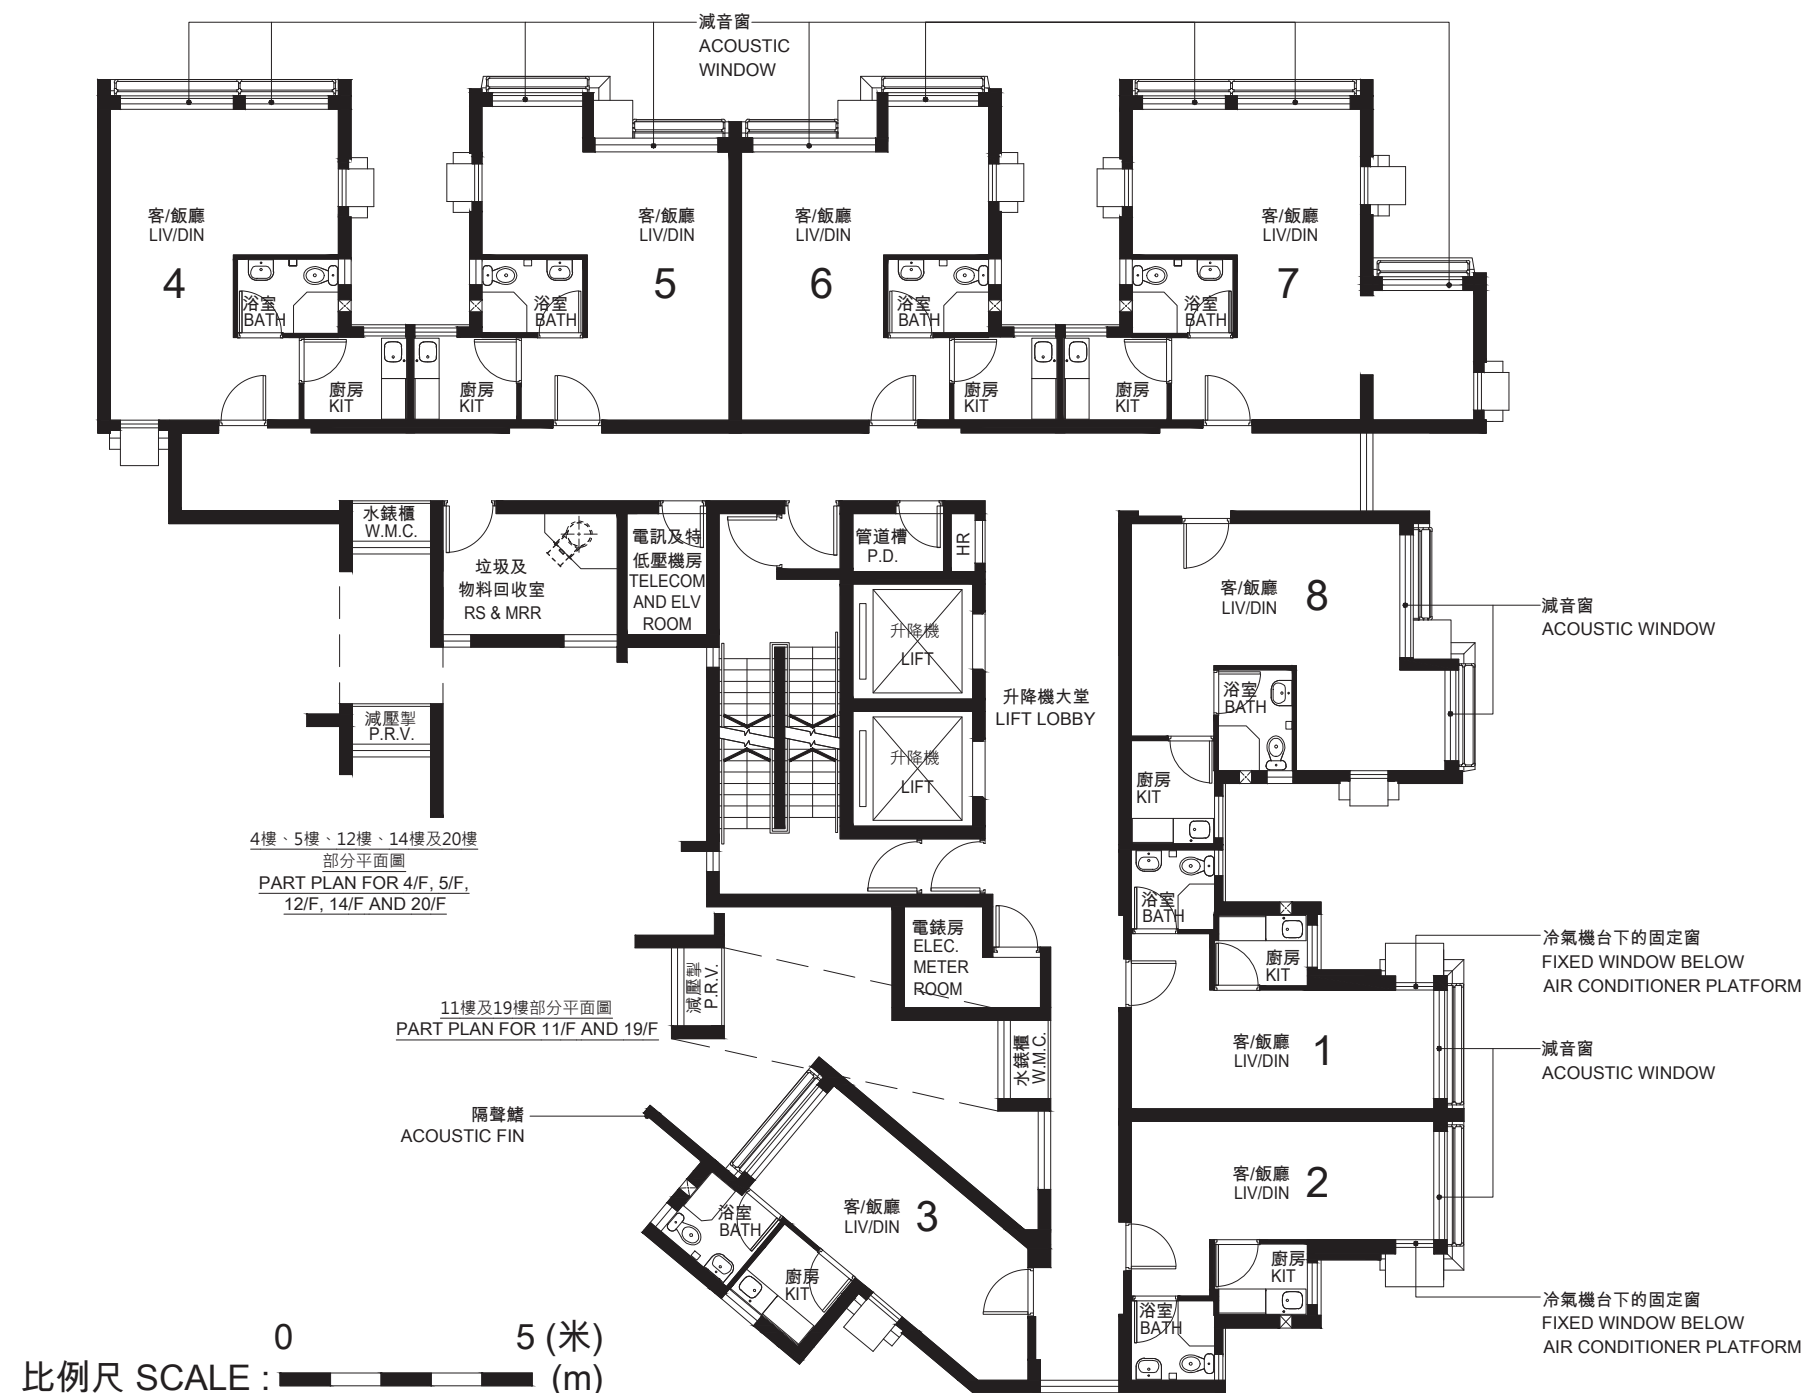 減音窗
ACOUSTIC
WINDOW
客/飯廳
LIV/DIN
4
浴室
BATH
廚房
KIT
客/飯廳
LIV/DIN
5
浴室
BATH
廚房
KIT
客/飯廳
LIV/DIN
6
浴室
BATH
廚房
KIT
客/飯廳
LIV/DIN
7
浴室
BATH
廚房
KIT
水錶櫃
W.M.C.
垃圾及
物料回收室
RS & MRR
電訊及特
低壓機房
TELECOM
AND ELV
ROOM
管道槽
P.D.
HR
升降機
LIFT
升降機
LIFT
升降機大堂
LIFT LOBBY
客/飯廳
LIV/DIN
8
浴室
BATH
廚房
KIT
減音窗
ACOUSTIC WINDOW
減壓掣
P.R.V.
4樓、5樓、12樓、14樓及20樓
部分平面圖
PART PLAN FOR 4/F, 5/F,
12/F, 14/F AND 20/F
電錶房
ELEC.
METER
ROOM
減壓掣
P.R.V.
11樓及19樓部分平面圖
PART PLAN FOR 11/F AND 19/F
水錶櫃
W.M.C.
浴室
BATH
廚房
KIT
客/飯廳
LIV/DIN
1
冷氣機台下的固定窗
FIXED WINDOW BELOW
AIR CONDITIONER PLATFORM
減音窗
ACOUSTIC WINDOW
隔聲鰭
ACOUSTIC FIN
客/飯廳
LIV/DIN
3
浴室
BATH
廚房
KIT
客/飯廳
LIV/DIN
2
廚房
KIT
浴室
BATH
冷氣機台下的固定窗
FIXED WINDOW BELOW
AIR CONDITIONER PLATFORM
0 5 (米)
比例尺 SCALE : (m)